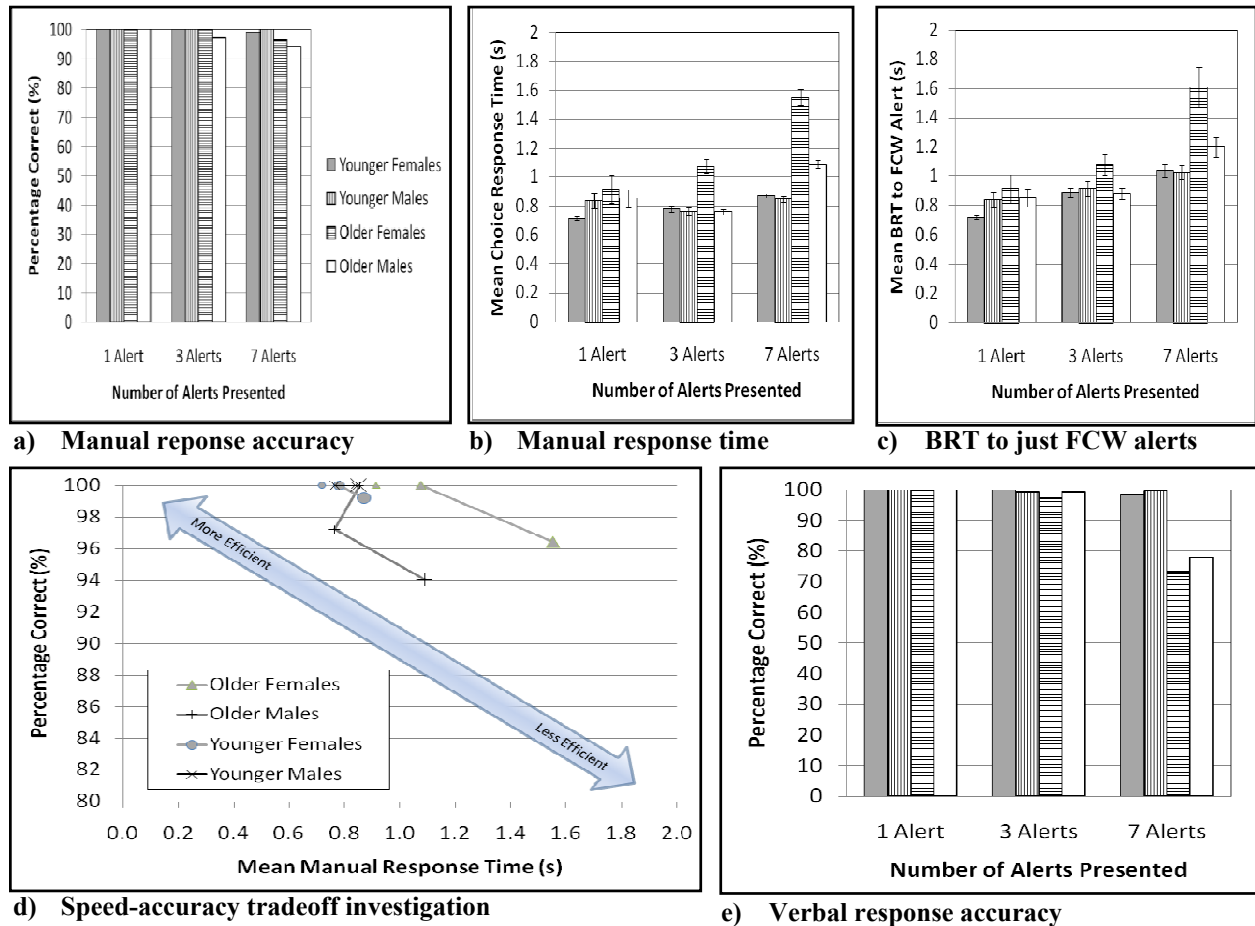 100
90
80
70
60
50
40
30
20
10
0
Percentage Correct (%)
1 Alert 3 Alerts 7 Alerts
Number of Alerts Presented
Younger Females
Younger Males
Older Females
Older Males
a) Manual reponse accuracy
2
1.8
1.6
1.4
1.2
1
0.8
0.6
0.4
0.2
0
Mean Choice Response Time (s)
1 Alert 3 Alerts 7 Alerts
Number of Alerts Presented
b) Manual response time
2
1.8
1.6
1.4
1.2
1
0.8
0.6
0.4
0.2
0
Mean BRT to FCW Alert (s)
1 Alert 3 Alerts 7 Alerts
Number of Alerts Presented
c) BRT to just FCW alerts
100
98
96
94
92
90
88
86
84
82
80
Percentage Correct (%)
More Efficient
Less Efficient
Older Females
Older Males
Younger Females
Younger Males
0.0 0.2 0.4 0.6 0.8 1.0 1.2 1.4 1.6 1.8 2.0
Mean Manual Response Time (s)
d) Speed-accuracy tradeoff investigation
100
90
80
70
60
50
40
30
20
10
0
Percentage Correct (%)
1 Alert 3 Alerts 7 Alerts
Number of Alerts Presented
e) Verbal response accuracy